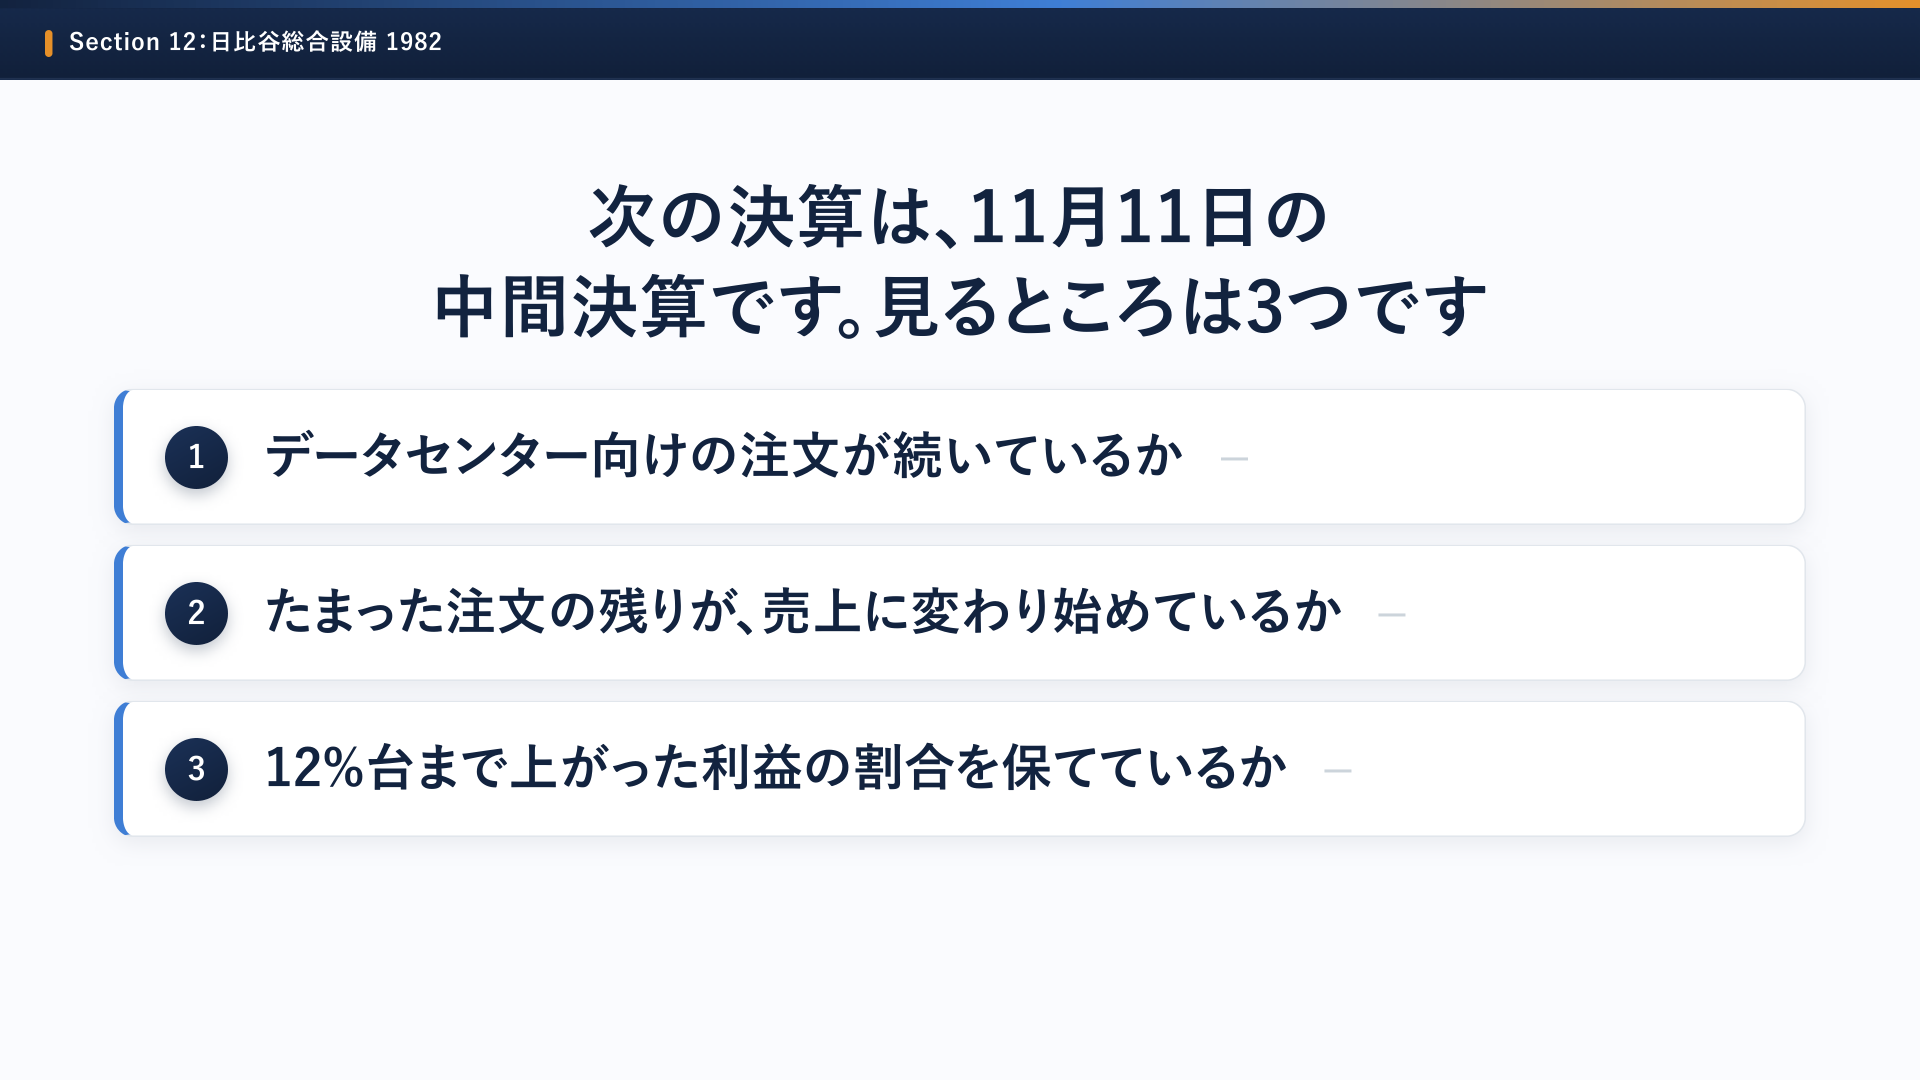 Section 12：日比谷総合設備 1982
次の決算は、11月11日の
中間決算です。見るところは3つです
1 データセンター向けの注文が続いているか —
2 たまった注文の残りが、売上に変わり始めているか —
3 12%台まで上がった利益の割合を保てているか —